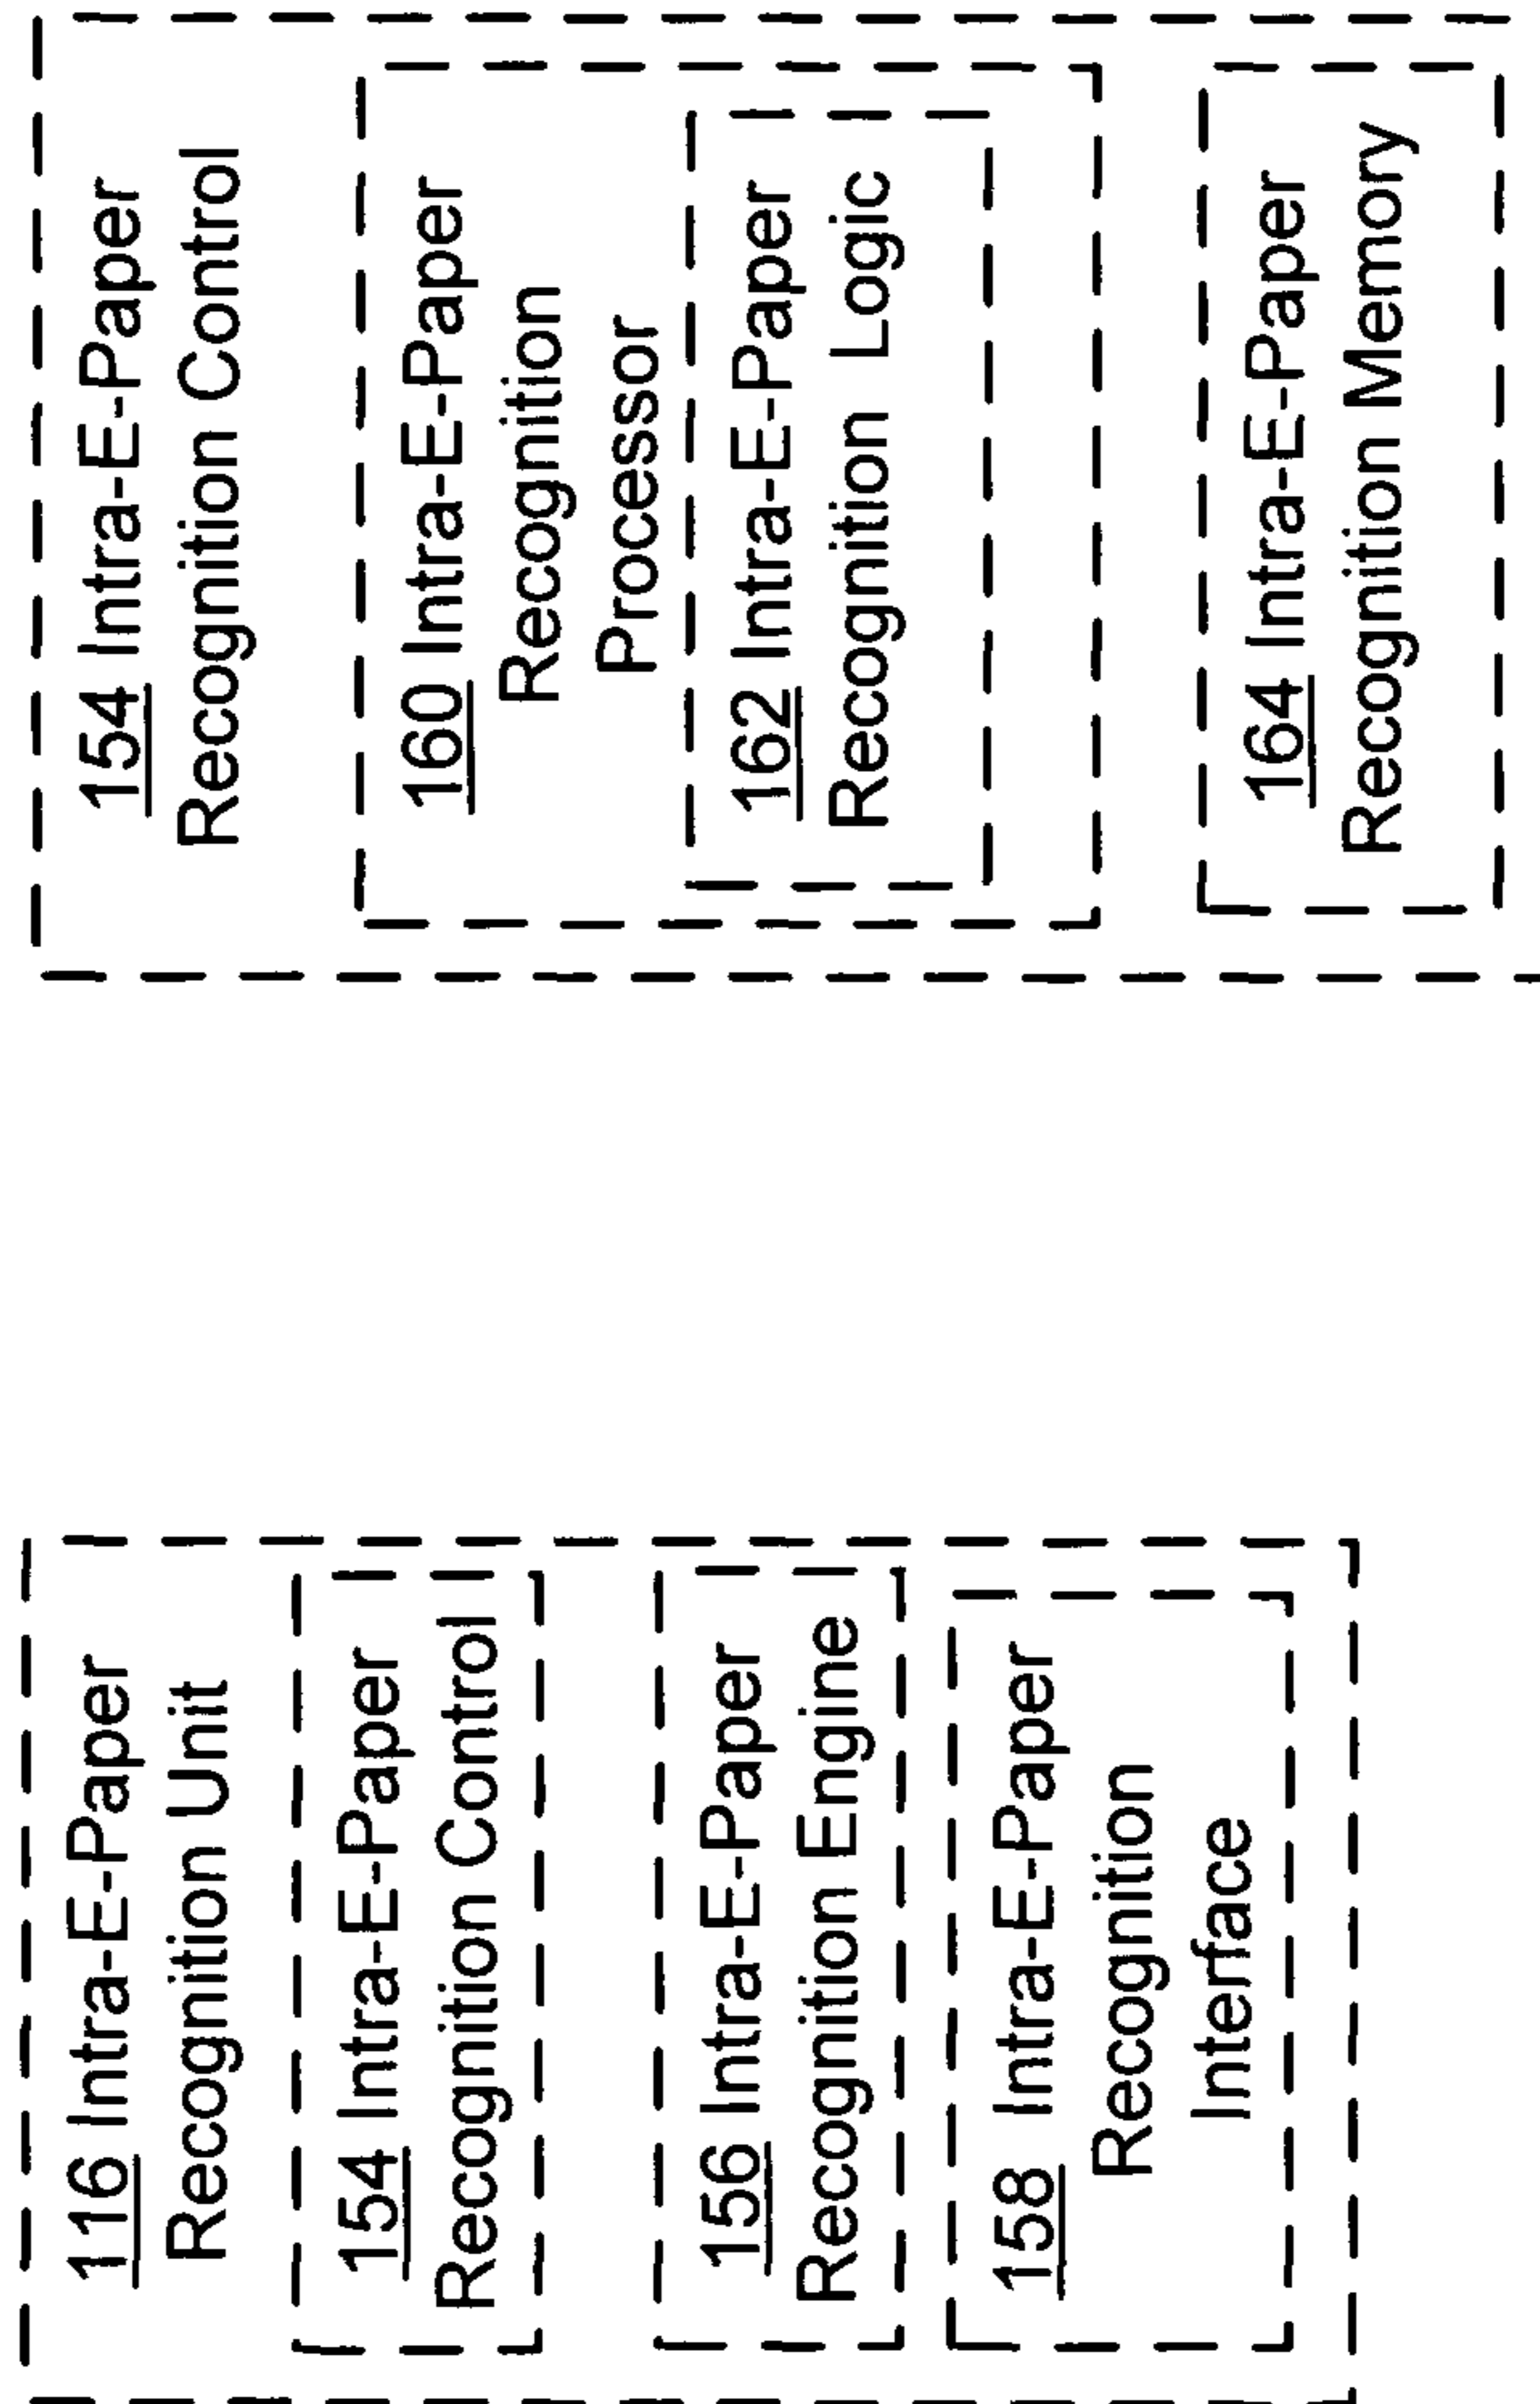 116 Intra-E-Paper
Recognition Unit
154 Intra-E-Paper
Recognition Control
156 Intra-E-Paper
Recognition Engine
158 Intra-E-Paper
Recognition
Interface
154 Intra-E-Paper
Recognition Control
160 Intra-E-Paper
Recognition
Processor
162 Intra-E-Paper
Recognition Logic
164 Intra-E-Paper
Recognition Memory